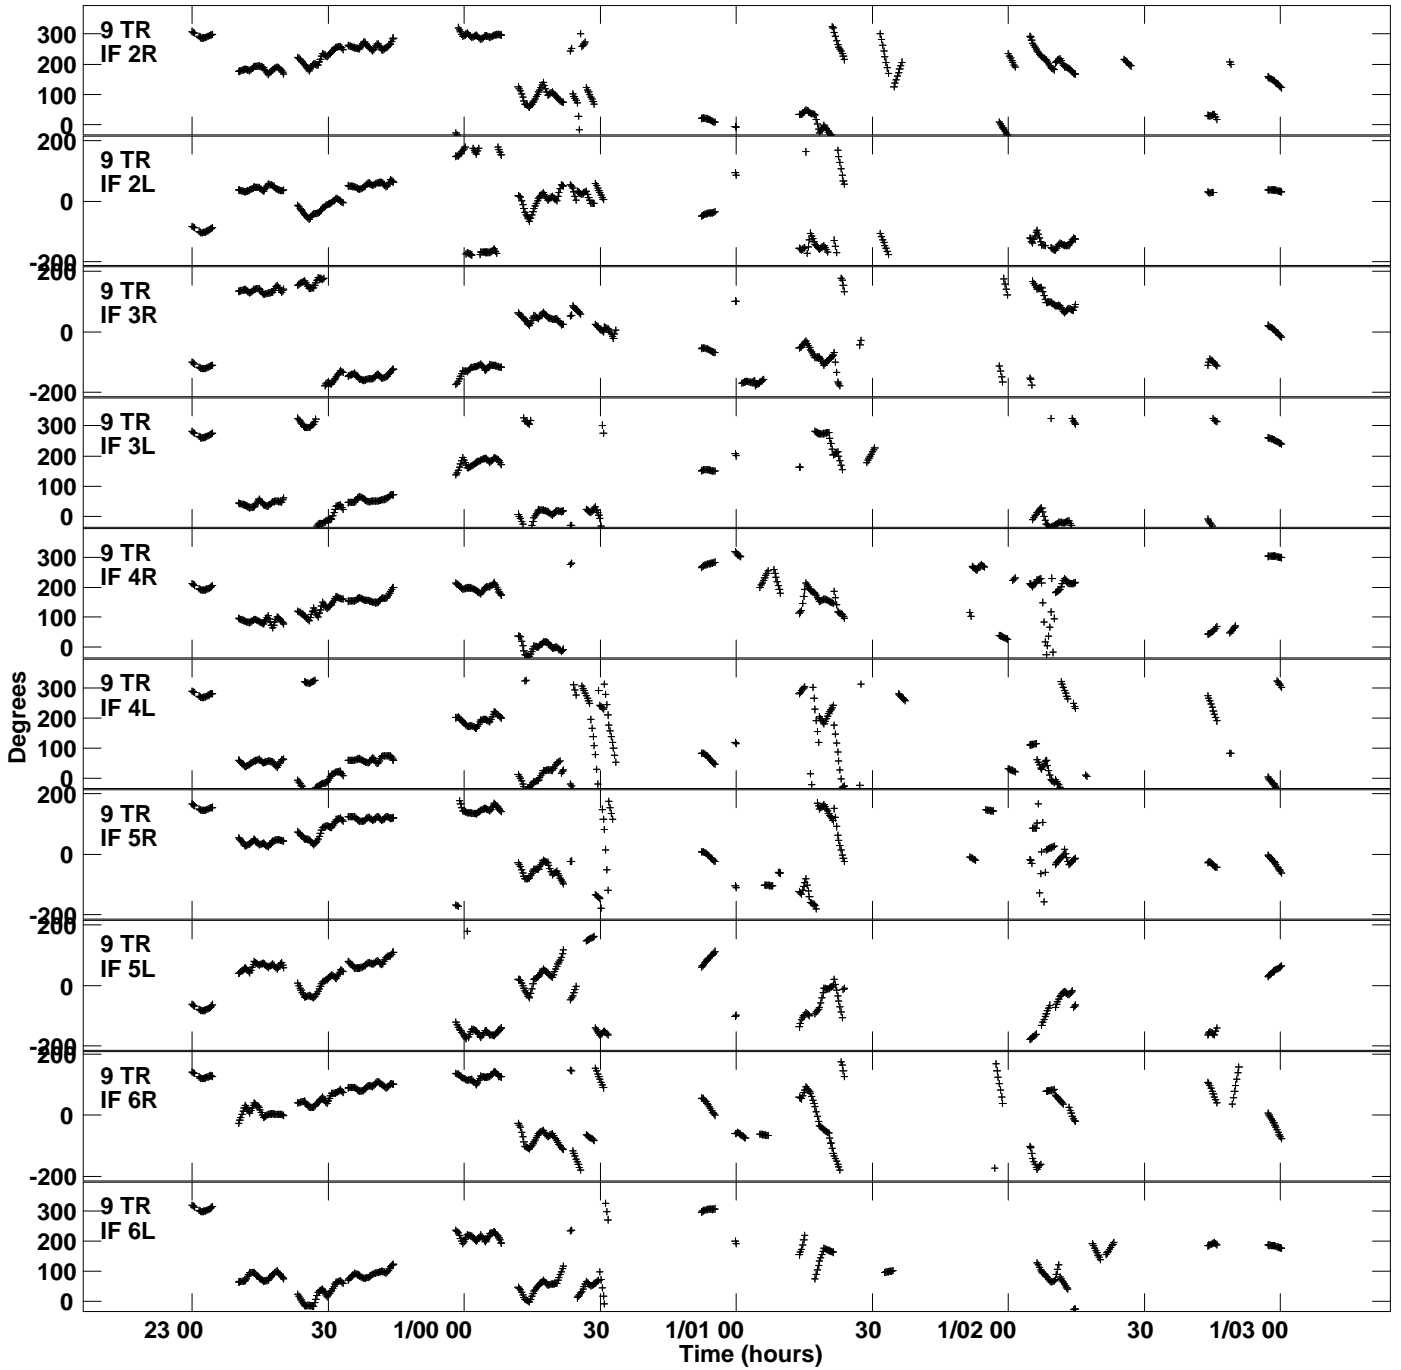 9 TR
IF 2R
300
200
100
0
9 TR
IF 2L
200
0
-200
9 TR
IF 3R
200
0
-200
9 TR
IF 3L
300
200
100
0
9 TR
IF 4R
300
200
100
0
9 TR
IF 4L
300
200
100
0
Degrees
9 TR
IF 5R
200
0
-200
9 TR
IF 5L
200
0
-200
9 TR
IF 6R
200
0
-200
9 TR
IF 6L
300
200
100
0
23 00 30 1/00 00 30 1/01 00 30 1/02 00 30 1/03 00
Time (hours)